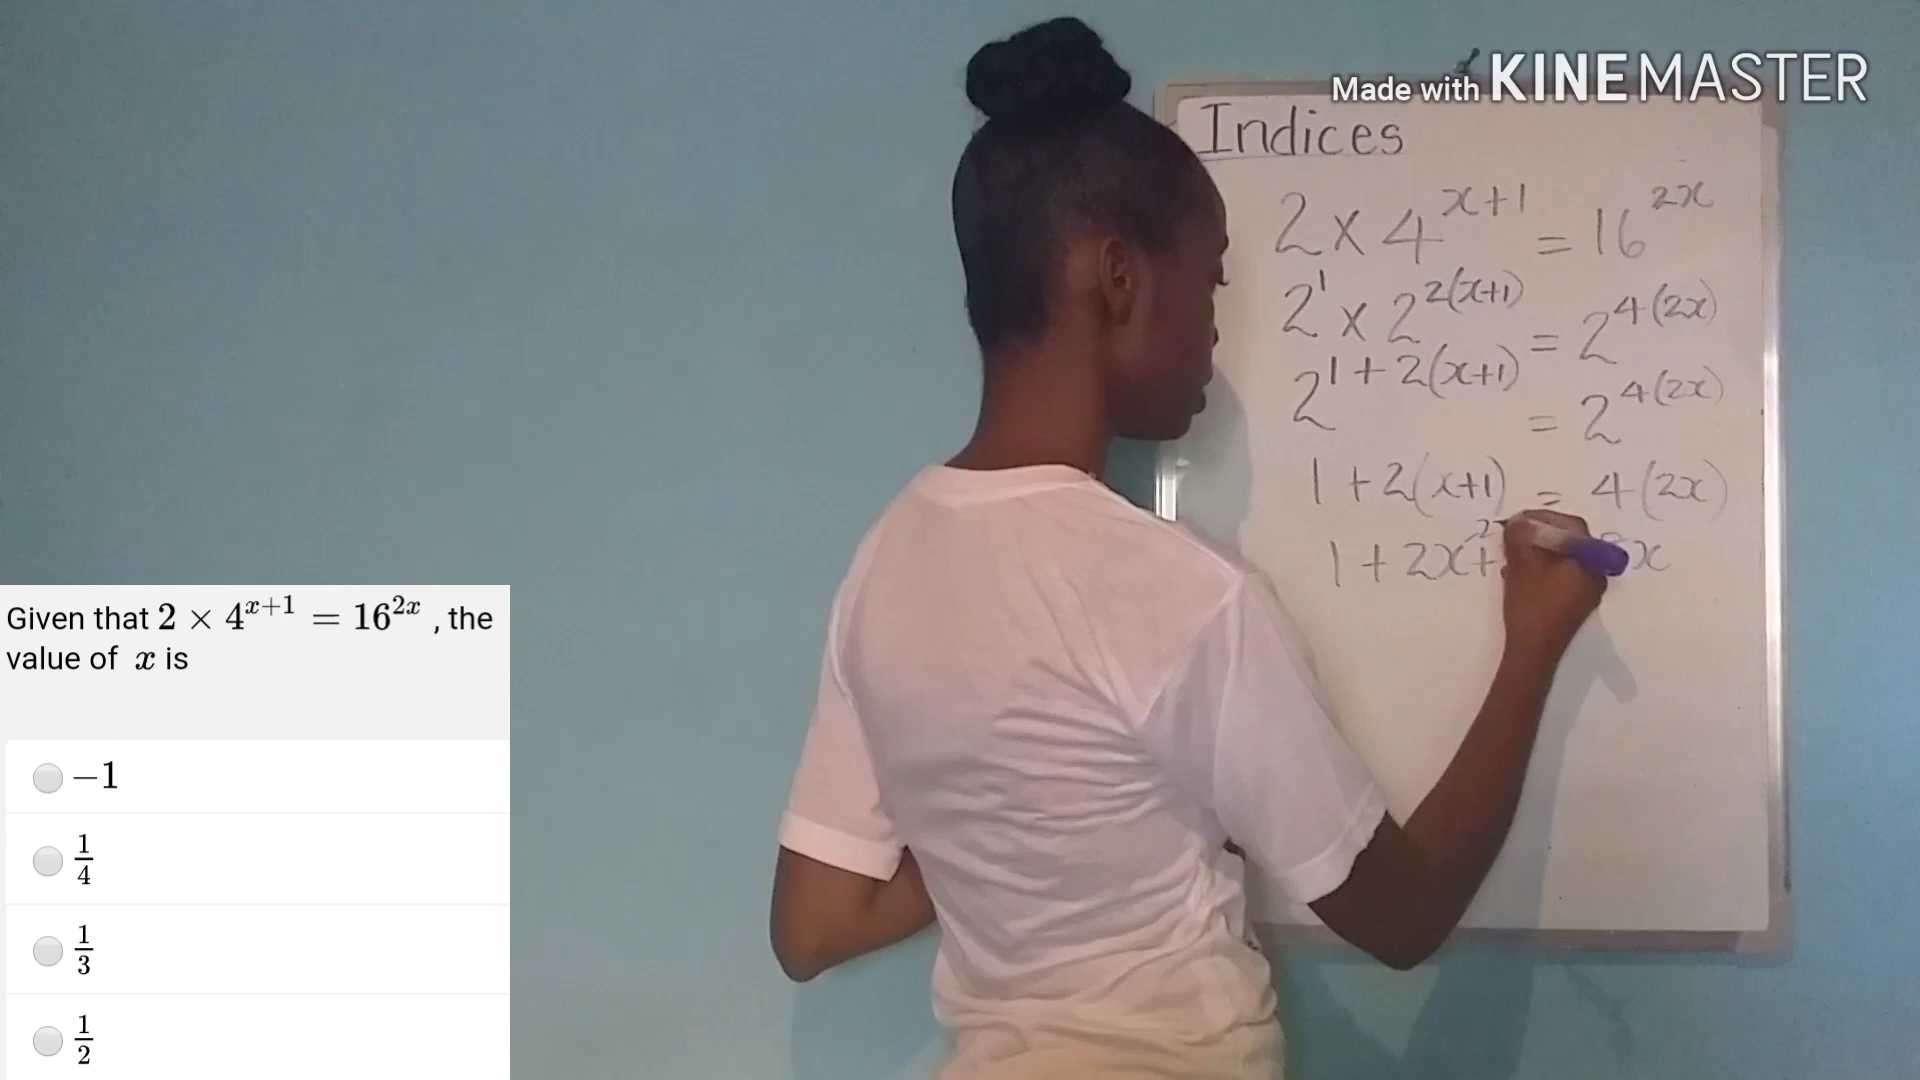 Made with KINEMASTER
Indices
2 × 4^{x+1} = 16^{2x}
2^1 × 2^{2(x+1)} = 2^{4(2x)}
2^{1+2(x+1)} = 2^{4(2x)}
1 + 2(x+1) = 4(2x)
1 + 2x + 2 x
Given that 2 × 4^{x+1} = 16^{2x} , the
value of x is
−1
1/4
1/3
1/2